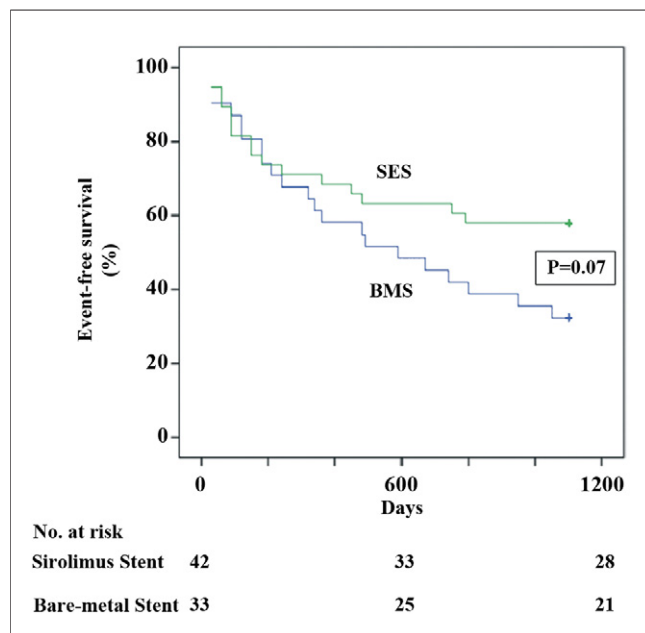 100
80
60
40
20
0
Event-free survival
(%)
SES
BMS
P=0.07
0 600 1200
Days
No. at risk
Sirolimus Stent 42 33 28
Bare-metal Stent 33 25 21